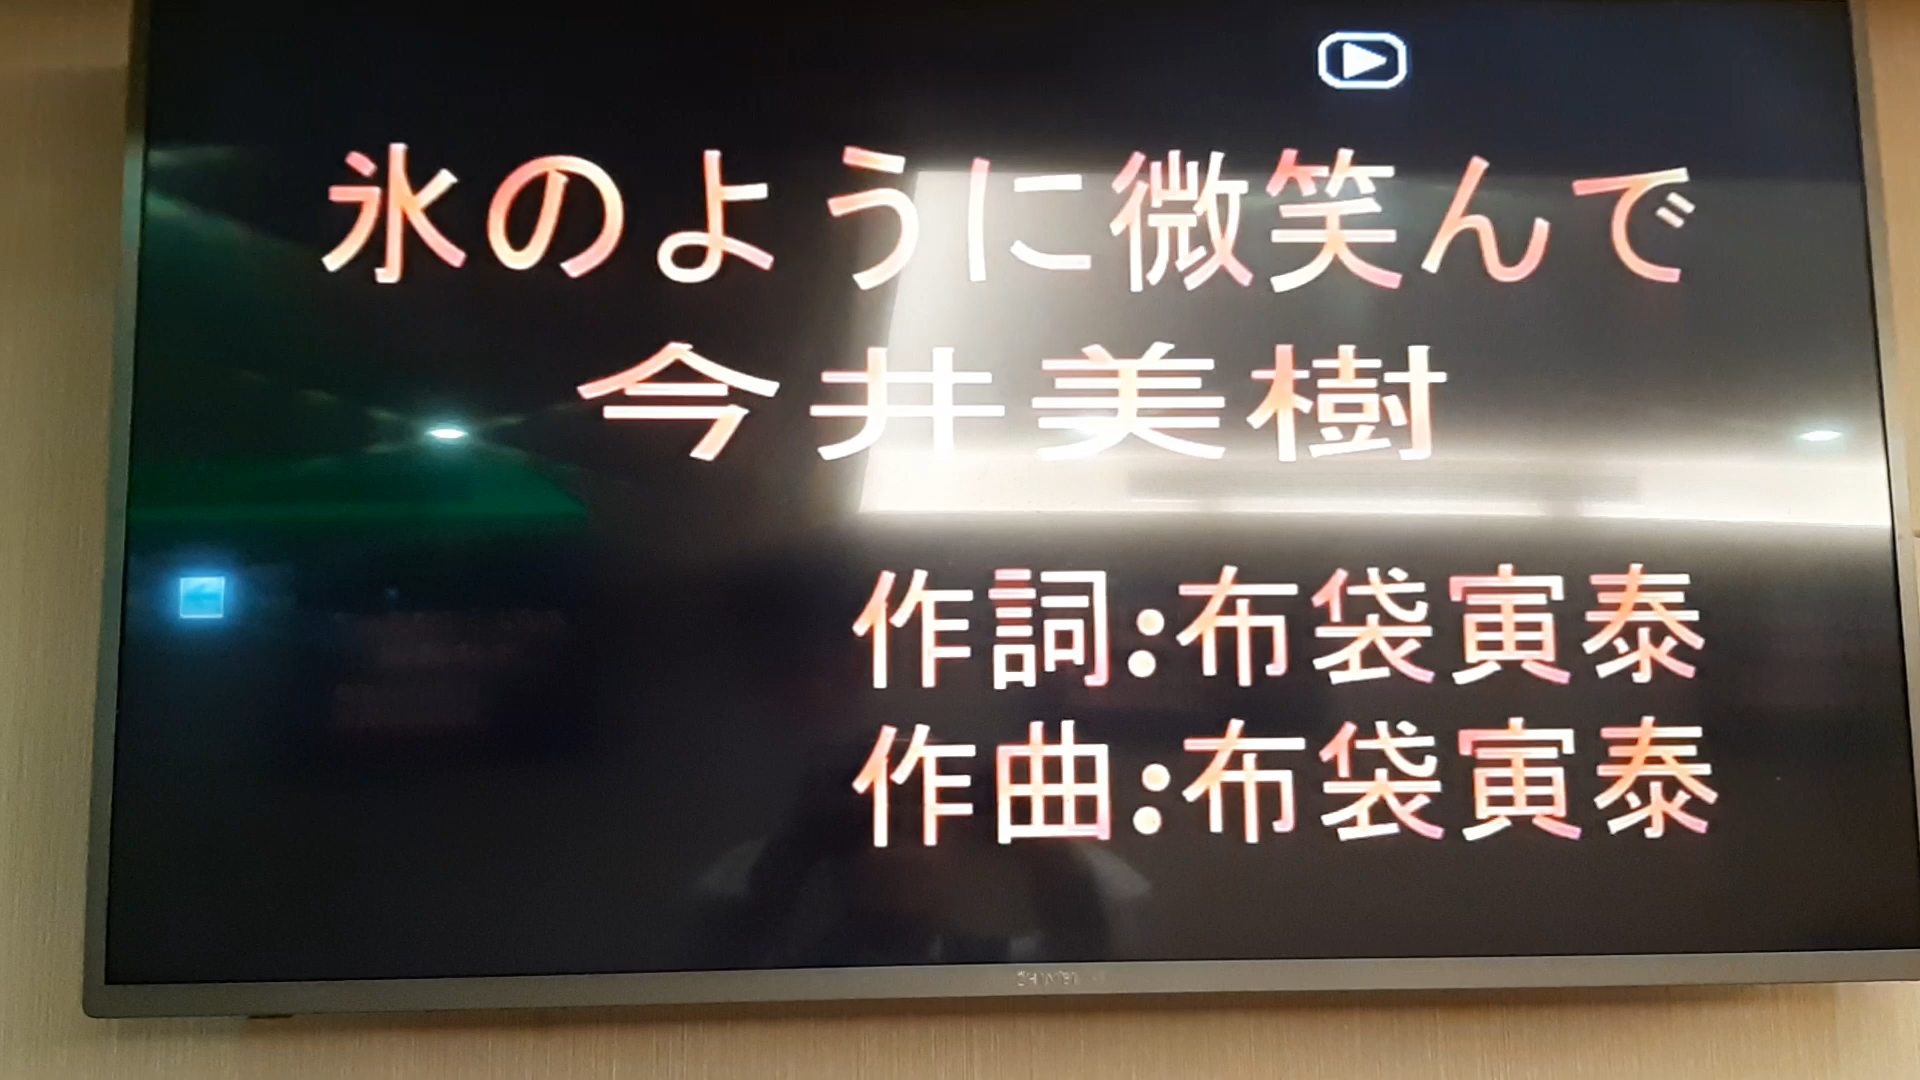 氷のように微笑んで
今井美樹
作詞:布袋寅泰
作曲:布袋寅泰